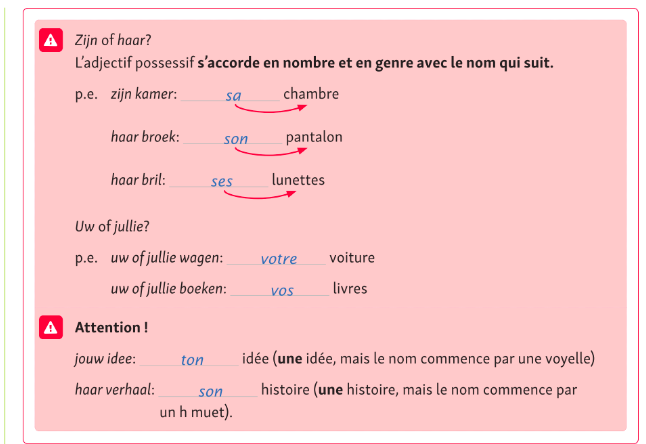 Zijn of haar?
L’adjectif possessif s’accorde en nombre et en genre avec le nom qui suit.
p.e. zijn kamer: sa chambre
haar broek: son pantalon
haar bril: ses lunettes
Uw of jullie?
p.e. uw of jullie wagen: votre voiture
uw of jullie boeken: vos livres
Attention !
jouw idee: ton idée (une idée, mais le nom commence par une voyelle)
haar verhaal: son histoire (une histoire, mais le nom commence par
un h muet).